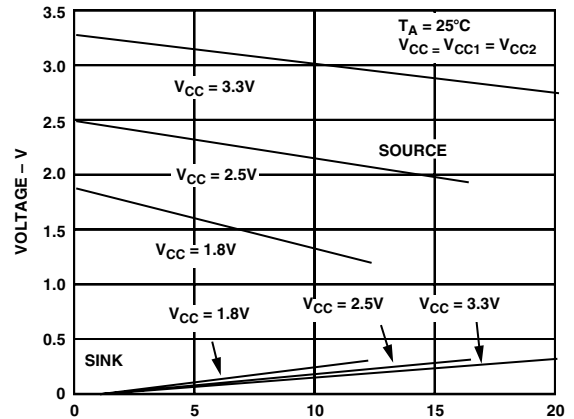 3.5
T_A = 25°C
V_CC = V_CC1 = V_CC2
3.0
V_CC = 3.3V
2.5
SOURCE
2.0
V_CC = 2.5V
VOLTAGE – V
1.5
V_CC = 1.8V
1.0
V_CC = 2.5V
V_CC = 3.3V
V_CC = 1.8V
0.5
SINK
0
0
5
10
15
20